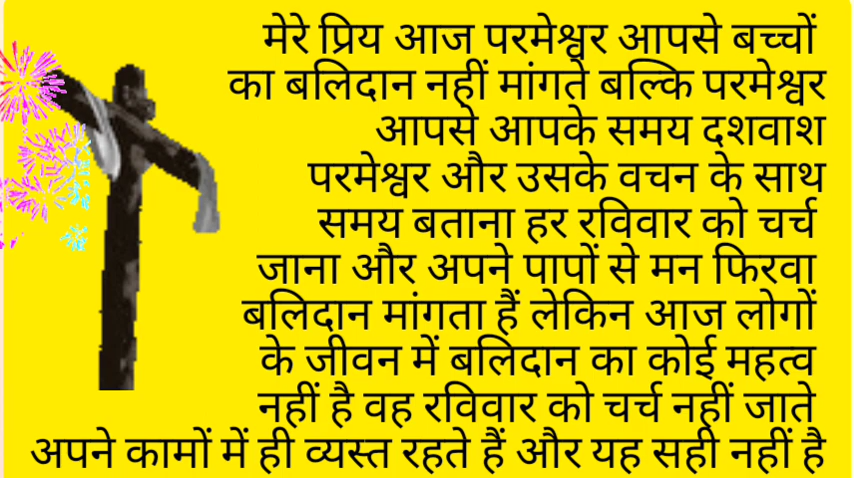 मेरे प्रिय आज परमेश्वर आपसे बच्चों
का बलिदान नहीं मांगते बल्कि परमेश्वर
आपसे आपके समय दशवाश
परमेश्वर और उसके वचन के साथ
समय बताना हर रविवार को चर्च
जाना और अपने पापों से मन फिरवा
बलिदान मांगता हैं लेकिन आज लोगों
के जीवन में बलिदान का कोई महत्व
नहीं है वह रविवार को चर्च नहीं जाते
अपने कामों में ही व्यस्त रहते हैं और यह सही नहीं है